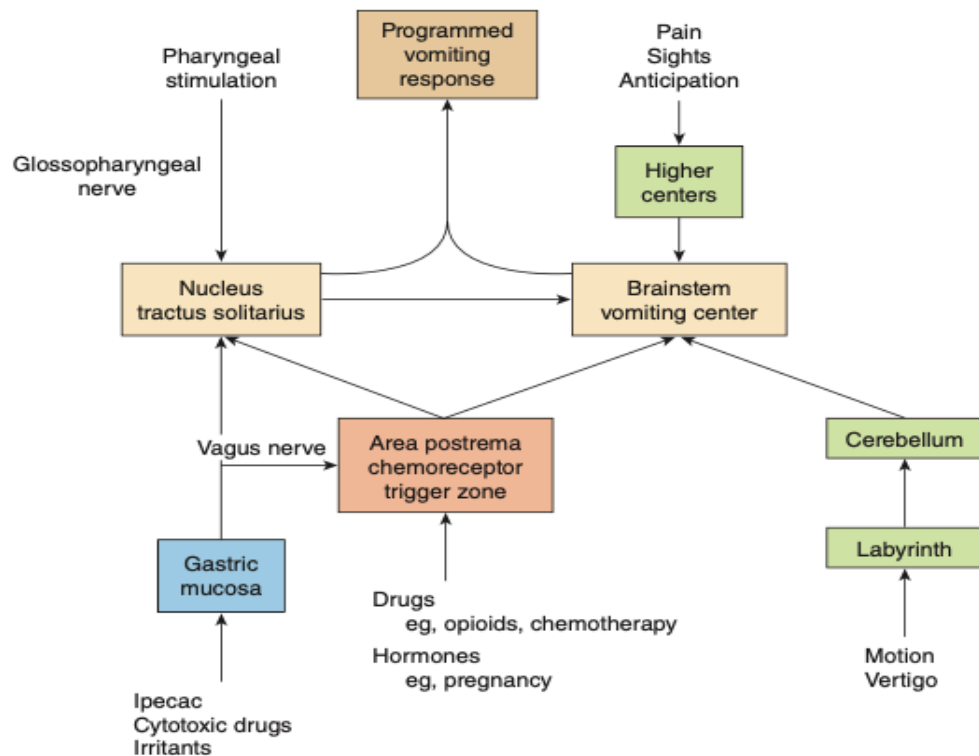 Programmed
vomiting
response
Pharyngeal
stimulation
Pain
Sights
Anticipation
Glossopharyngeal
nerve
Higher
centers
Nucleus
tractus solitarius
Brainstem
vomiting center
Vagus nerve
Area postrema
chemoreceptor
trigger zone
Cerebellum
Gastric
mucosa
Labyrinth
Drugs
eg, opioids, chemotherapy
Hormones
eg, pregnancy
Motion
Vertigo
Ipecac
Cytotoxic drugs
Irritants